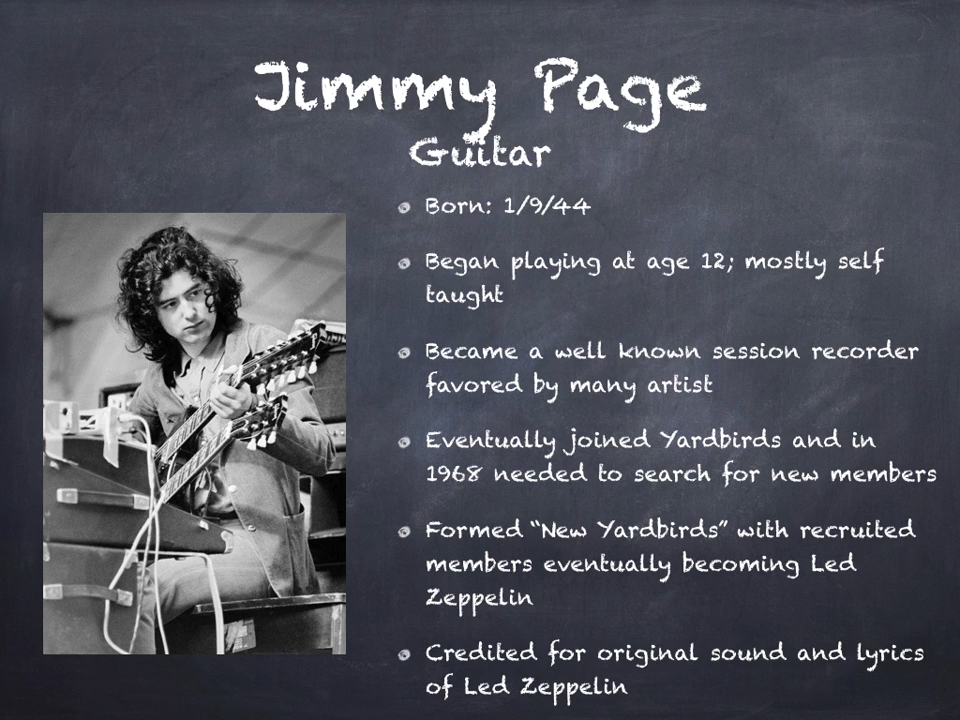 Jimmy Page
Guitar
Born: 1/9/44
Began playing at age 12; mostly self
taught
Became a well known session recorder
favored by many artist
Eventually joined Yardbirds and in
1968 needed to search for new members
Formed “New Yardbirds” with recruited
members eventually becoming Led
Zeppelin
Credited for original sound and lyrics
of Led Zeppelin